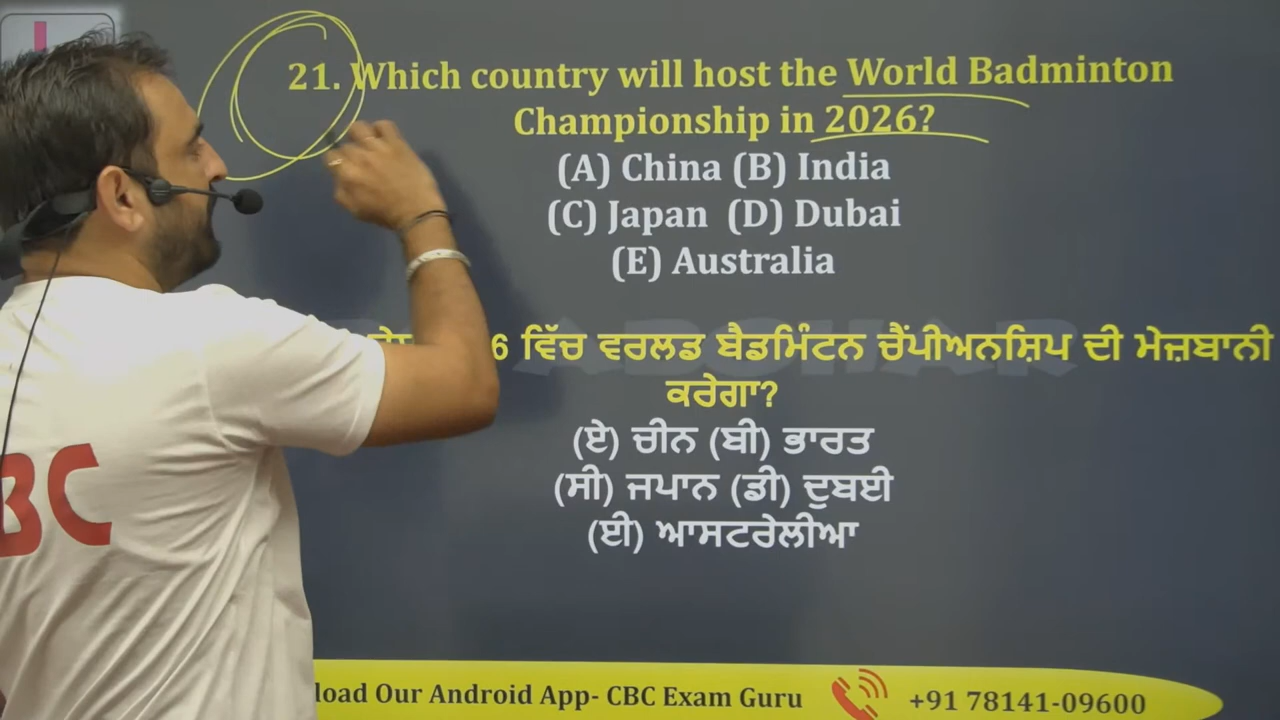 21. Which country will host the World Badminton
Championship in 2026?
(A) China (B) India
(C) Japan (D) Dubai
(E) Australia
6 ਵਿੱਚ ਵਰਲਡ ਬੈਡਮਿੰਟਨ ਚੈਂਪੀਅਨਸ਼ਿਪ ਦੀ ਮੇਜ਼ਬਾਨੀ
ਕਰੇਗਾ?
(ਏ) ਚੀਨ (ਬੀ) ਭਾਰਤ
(ਸੀ) ਜਪਾਨ (ਡੀ) ਦੁਬਈ
(ਈ) ਆਸਟਰੇਲੀਆ
BC
load Our Android App- CBC Exam Guru
+91 78141-09600